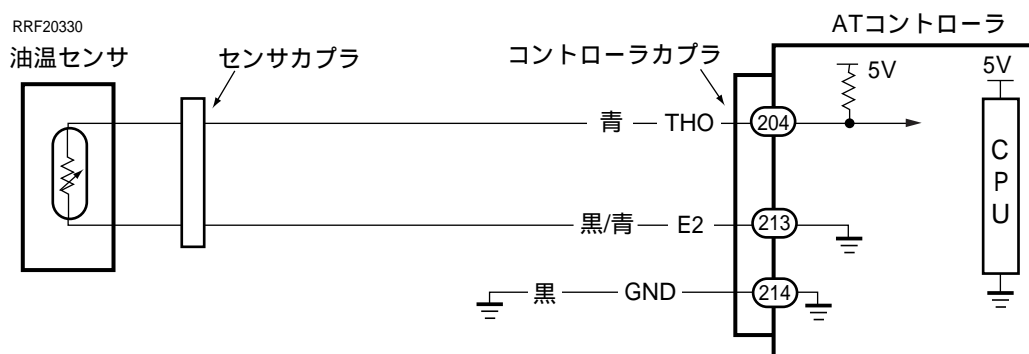 RRF20330
ATコントローラ
油温センサ
センサカプラ
コントローラカプラ
5V
5V
青
THO
204
CPU
黒/青
E2
213
黒
GND
214